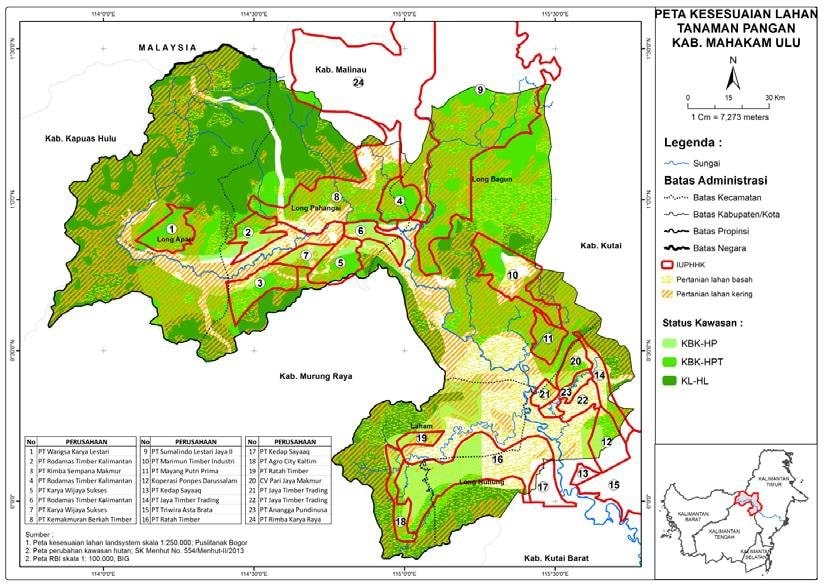 PETA KESESUAIAN LAHAN
TANAMAN PANGAN
KAB. MAHAKAM ULU
N
0 15 30 Km
1 Cm = 7,273 meters
Legenda :
Sungai
Batas Administrasi
Batas Kecamatan
Batas Kabupaten/Kota
Batas Propinsi
Batas Negara
IUPHHK
Pertanian lahan basah
Pertanian lahan kering
Status Kawasan :
KBK-HP
KBK-HPT
KL-HL
114°0'E 114°30'E 115°0'E 115°30'E
1°30'N 1°30'N
1°0'N 1°0'N
0°30'N 0°30'N
MALAYSIA
Kab. Malinau
24
9
Kab. Kapuas Hulu
Long Bagun
8
4
Long Pahangai
1
Long Apari
2
6
7
5
3
Kab. Kutai
10
11
20
14
Kab. Murung Raya
21
23
22
12
Laham
19
16
Long Hubung
17
13
15
18
Kab. Kutai Barat
No PERUSAHAAN No PERUSAHAAN No PERUSAHAAN
1 PT Wangsa Karya Lestari 9 PT Sumalindo Lestari Jaya II 17 PT Kedap Sayaaq
2 PT Rodamas Timber Kalimantan 10 PT Marimun Timber Industri 18 PT Agro City Kaltim
3 PT Rimba Sempana Makmur 11 PT Mayang Putri Prima 19 PT Ratah Timber
4 PT Rodamas Timber Kalimantan 12 Koperasi Ponpes Darussalam 20 CV Pari Jaya Makmur
5 PT Karya Wijaya Sukses 13 PT Kedap Sayaaq 21 PT Jaya Timber Trading
6 PT Rodamas Timber Kalimantan 14 PT Jaya Timber Trading 22 PT Jaya Timber Trading
7 PT Karya Wijaya Sukses 15 PT Triwira Asta Brata 23 PT Anangga Pundinusa
8 PT Kemakmuran Berkah Timber 16 PT Ratah Timber 24 PT Rimba Karya Raya
Sumber :
1. Peta kesesuaian lahan landsystem skala 1:250.000; Puslitanak Bogor
2. Peta perubahan kawasan hutan; SK Menhut No. 554/Menhut-II/2013
2. Peta RBI skala 1: 100.000, BIG
114°0'E 114°30'E 115°0'E 115°30'E
KALIMANTAN
TIMUR
KALIMANTAN
BARAT
KALIMANTAN
TENGAH
KALIMANTAN
SELATAN